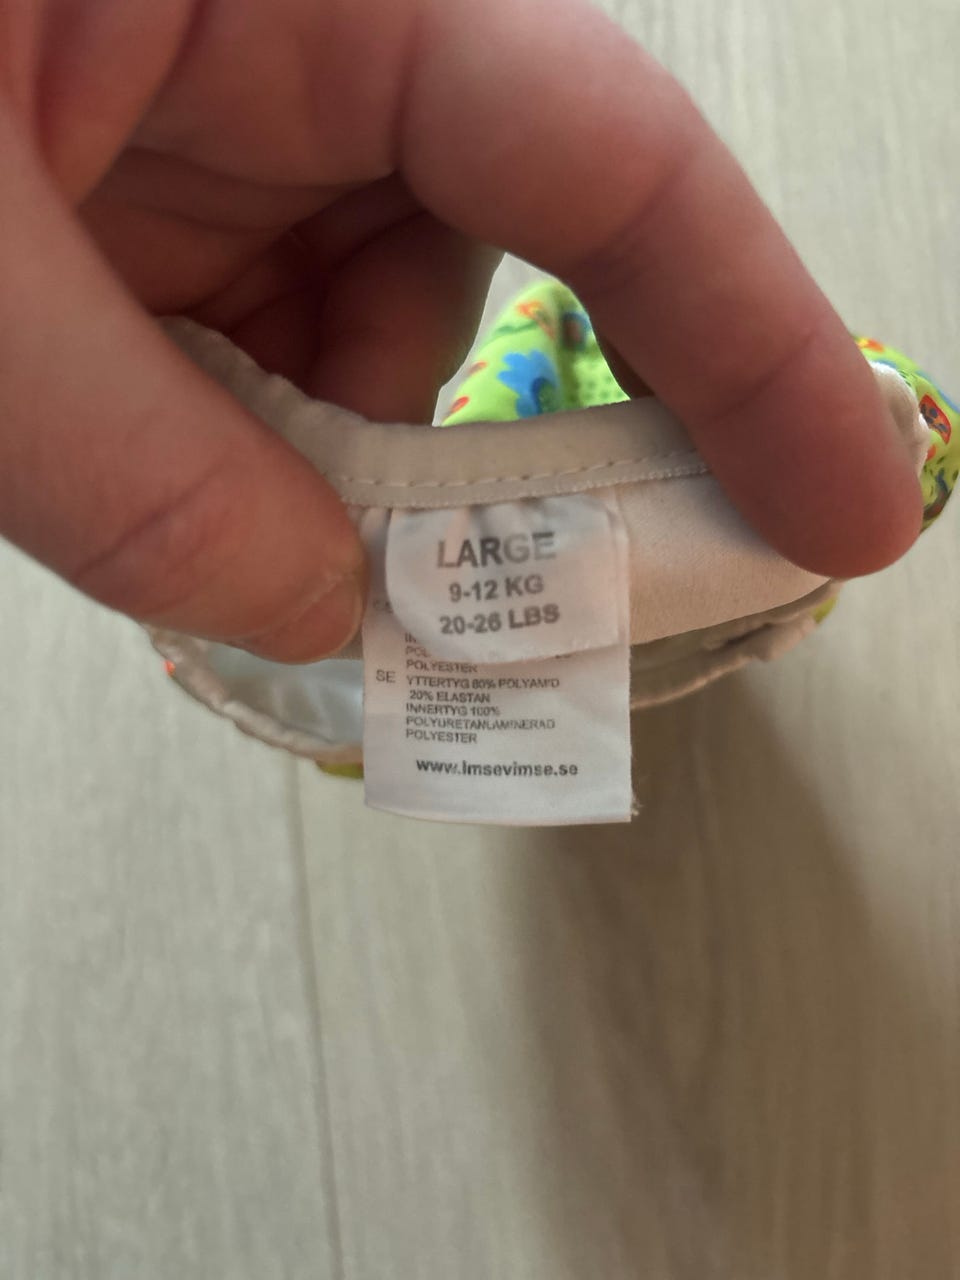 LARGE
9-12 KG
20-26 LBS
POLYESTER
SE YTTERTYG 80% POLYAMID
20% ELASTAN
INNERTYG 100%
POLYURETANLAMINERAD
POLYESTER
www.imsevimse.se